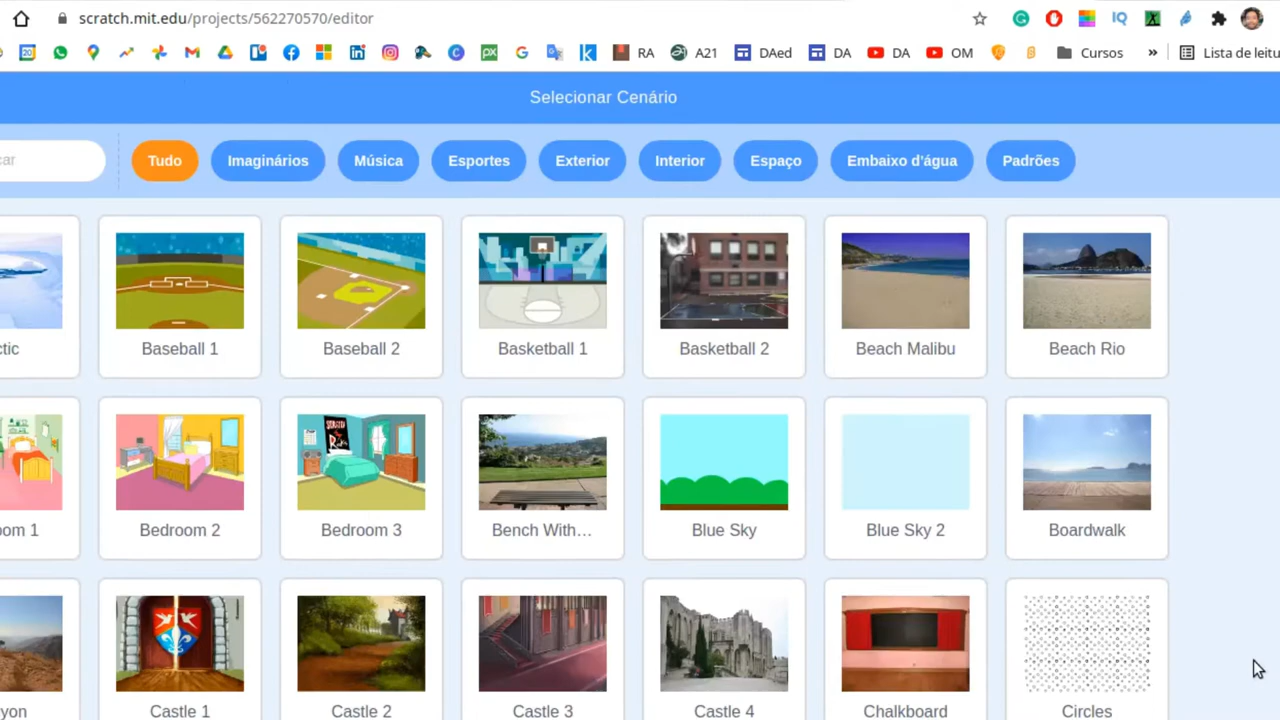 scratch.mit.edu/projects/562270570/editor
RA A21 DAed DA DA OM Cursos » Lista de leitu
Selecionar Cenário
car Tudo Imaginários Música Esportes Exterior Interior Espaço Embaixo d'água Padrões
ctic Baseball 1 Baseball 2 Basketball 1 Basketball 2 Beach Malibu Beach Rio
oom 1 Bedroom 2 Bedroom 3 Bench With... Blue Sky Blue Sky 2 Boardwalk
yon Castle 1 Castle 2 Castle 3 Castle 4 Chalkboard Circles